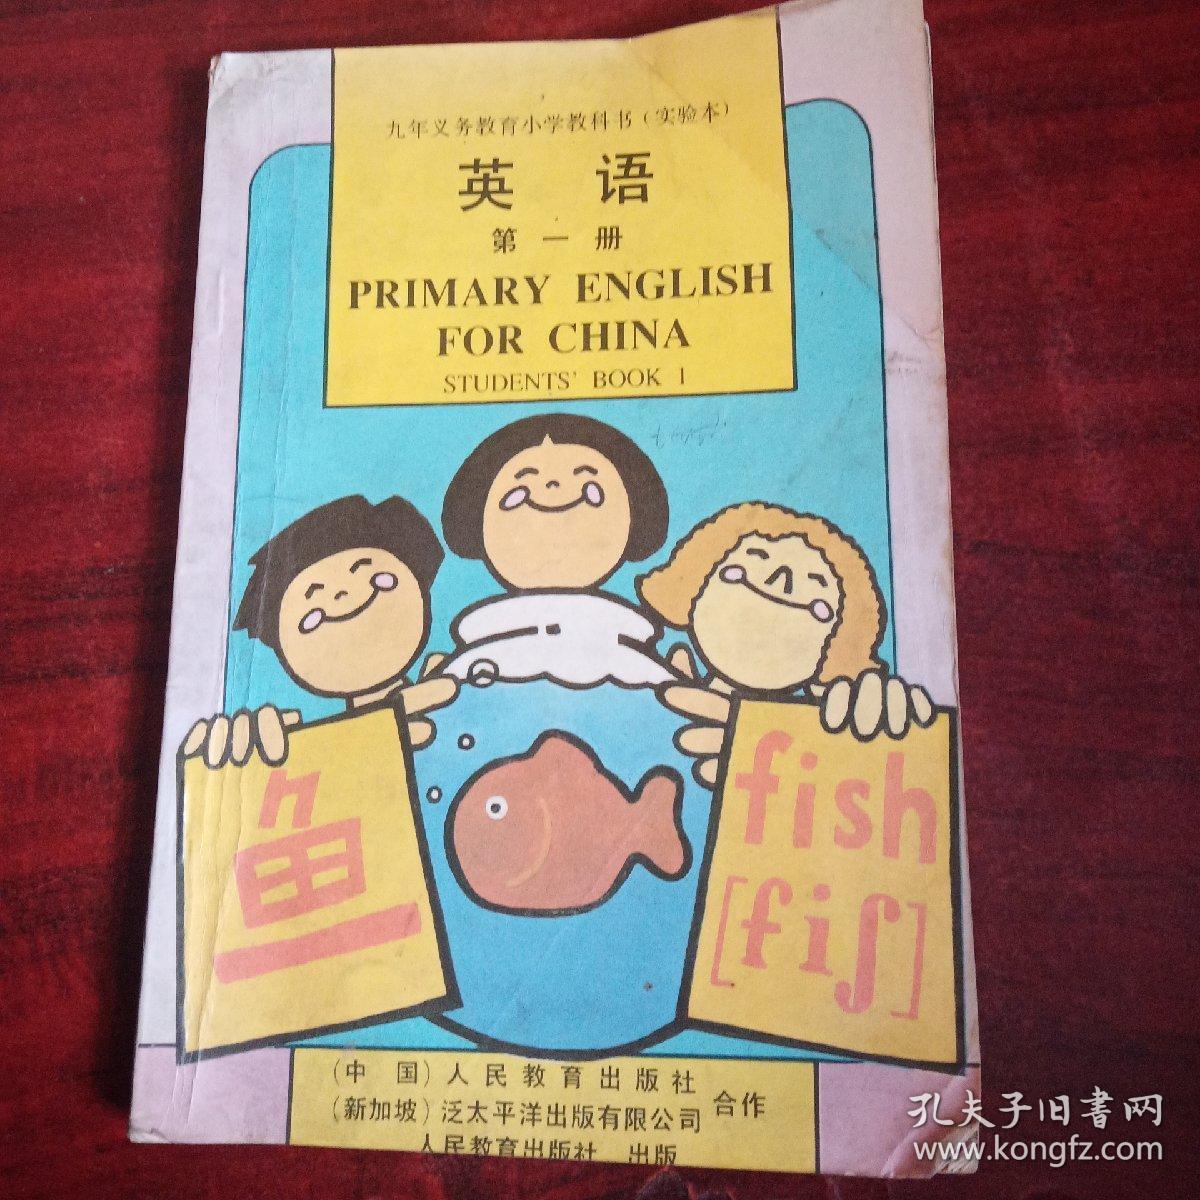 九年义务教育小学教科书（实验本）
英 语
第 一 册
PRIMARY ENGLISH
FOR CHINA
STUDENTS' BOOK 1
鱼
fish
[fiʃ]
（中 国）人民教育出版社
（新加坡）泛太平洋出版有限公司 合作
人民教育出版社 出版
孔夫子旧書网
www.kongfz.com